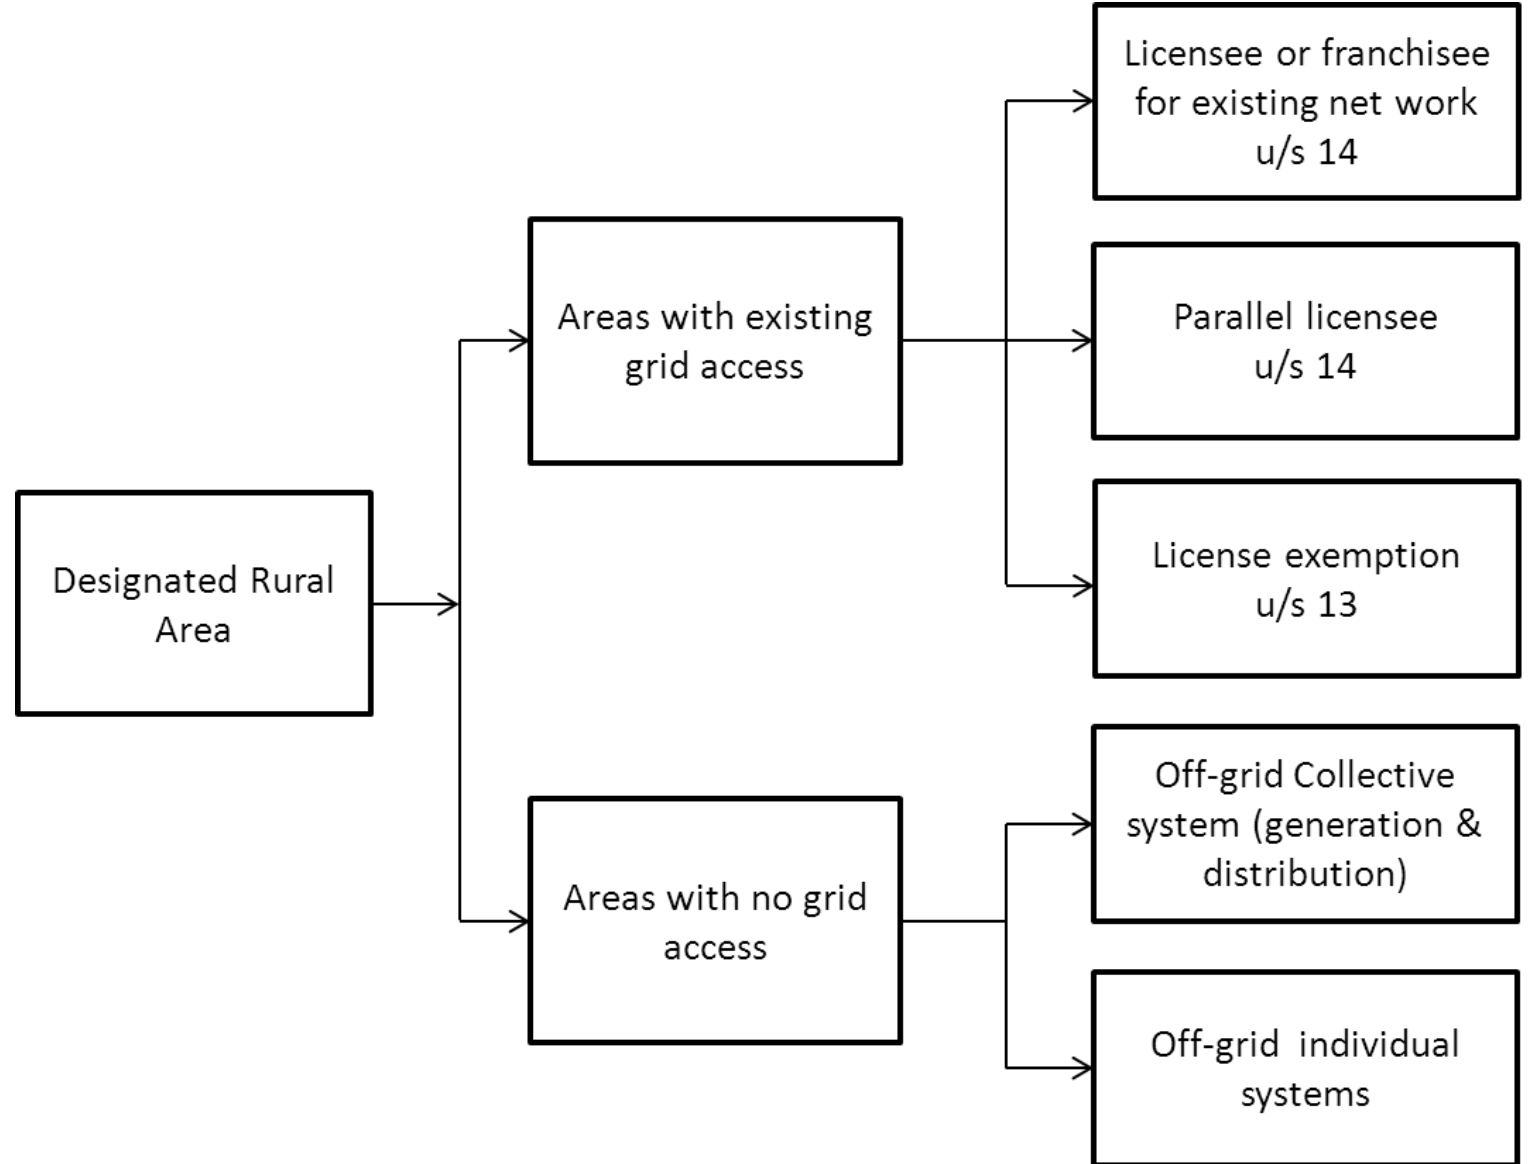 Licensee or franchisee
for existing net work
u/s 14
Areas with existing
grid access
Parallel licensee
u/s 14
License exemption
u/s 13
Designated Rural
Area
Off-grid Collective
system (generation &
distribution)
Areas with no grid
access
Off-grid individual
systems